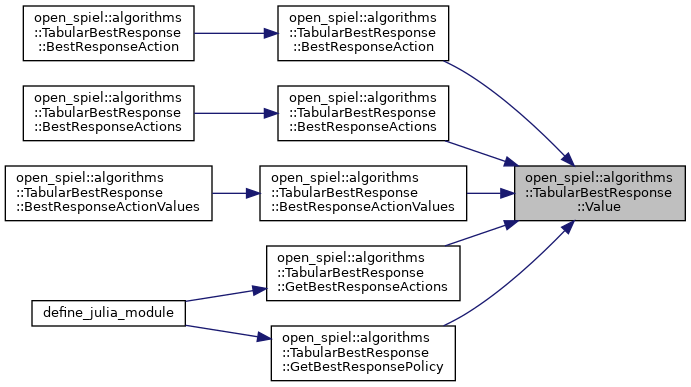 open_spiel::algorithms
::TabularBestResponse
::BestResponseAction
open_spiel::algorithms
::TabularBestResponse
::BestResponseAction
open_spiel::algorithms
::TabularBestResponse
::BestResponseActions
open_spiel::algorithms
::TabularBestResponse
::BestResponseActions
open_spiel::algorithms
::TabularBestResponse
::BestResponseActionValues
open_spiel::algorithms
::TabularBestResponse
::BestResponseActionValues
open_spiel::algorithms
::TabularBestResponse
::Value
open_spiel::algorithms
::TabularBestResponse
::GetBestResponseActions
define_julia_module
open_spiel::algorithms
::TabularBestResponse
::GetBestResponsePolicy